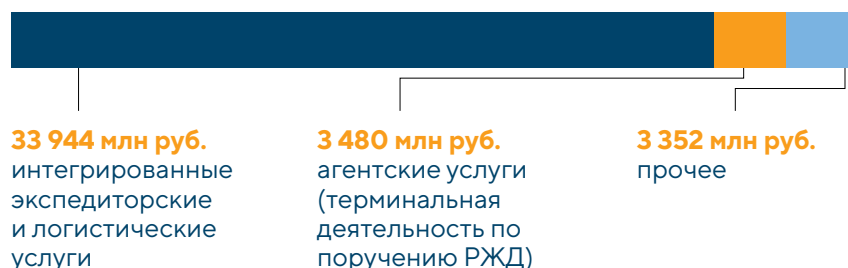 33 944 млн руб.
интегрированные
экспедиторские
и логистические
услуги
3 480 млн руб.
агентские услуги
(терминальная
деятельность по
поручению РЖД)
3 352 млн руб.
прочее